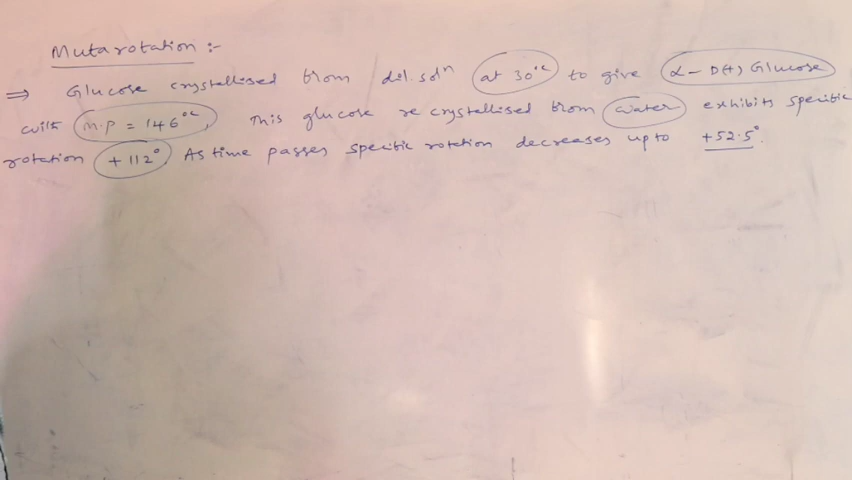 Mutarotation :-
⇒ Glucose crystallised from dil. solⁿ at 30°C to give α-D(+) Glucose
with m.p = 146°C, This glucose re crystallised from water exhibits specific
rotation +112°, As time passes specific rotation decreases up to +52.5°.